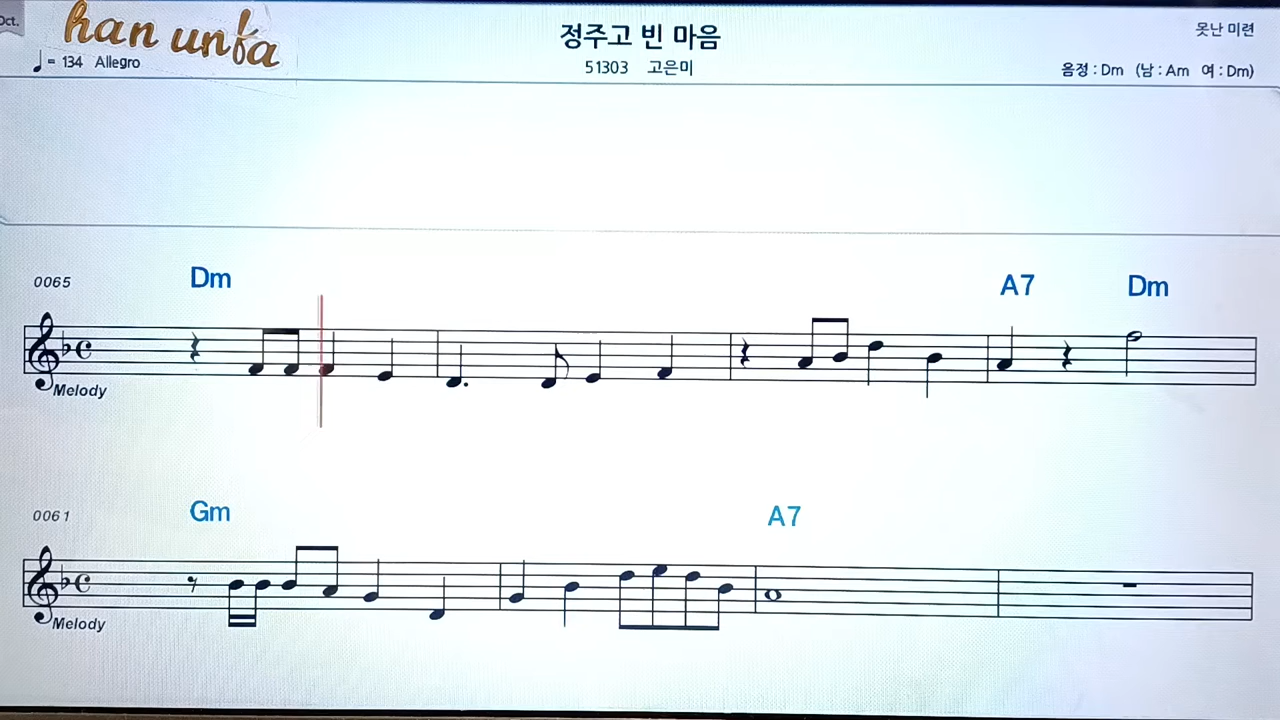 Oct.
han unfa
정주고 빈 마음
못난 미련
♩= 134 Allegro
51303 고은미
음정 : Dm (남 : Am 여 : Dm)
0065 Dm A7 Dm
Melody
0061 Gm A7
Melody